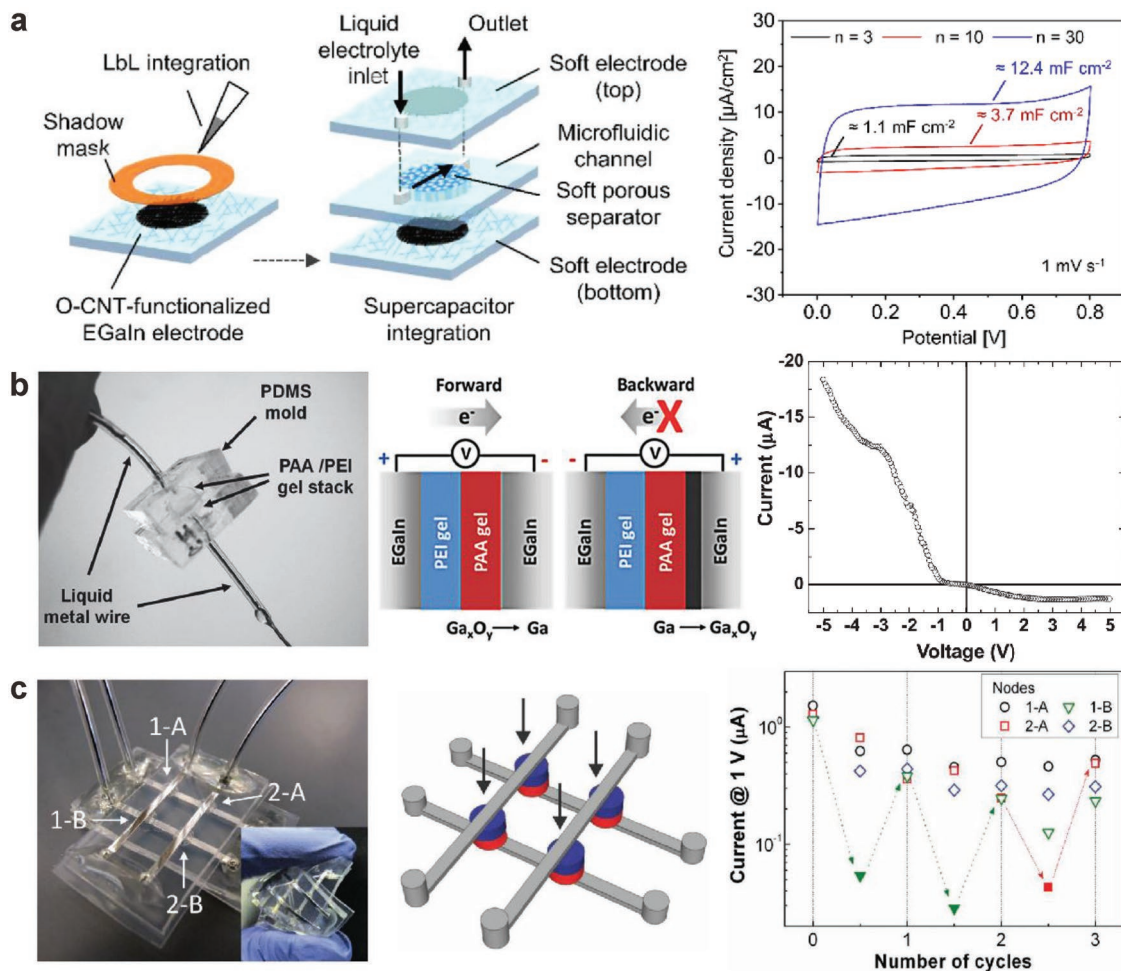 a
LbL integration
Shadow
mask
O-CNT-functionalized
EGaIn electrode
Liquid
electrolyte
inlet
Outlet
Soft electrode
(top)
Microfluidic
channel
Soft porous
separator
Soft electrode
(bottom)
Supercapacitor
integration
n = 3 n = 10 n = 30
≈ 12.4 mF cm⁻²
≈ 3.7 mF cm⁻²
≈ 1.1 mF cm⁻²
1 mV s⁻¹
Current density [µA/cm²]
30
20
10
0
-10
-20
-30
0.0 0.2 0.4 0.6 0.8
Potential [V]
b
PDMS
mold
PAA /PEI
gel stack
Liquid
metal wire
Forward
e⁻
V
+ -
EGaIn
PEI gel
PAA gel
EGaIn
GaₓOᵧ → Ga
Backward
e⁻ X
V
- +
EGaIn
PEI gel
PAA gel
EGaIn
Ga → GaₓOᵧ
Current (µA)
-20
-15
-10
-5
0
-5 -4 -3 -2 -1 0 1 2 3 4 5
Voltage (V)
c
1-A
2-A
1-B
2-B
Nodes
1-A 1-B
2-A 2-B
Current @ 1 V (µA)
10⁰
10⁻¹
0 1 2 3
Number of cycles